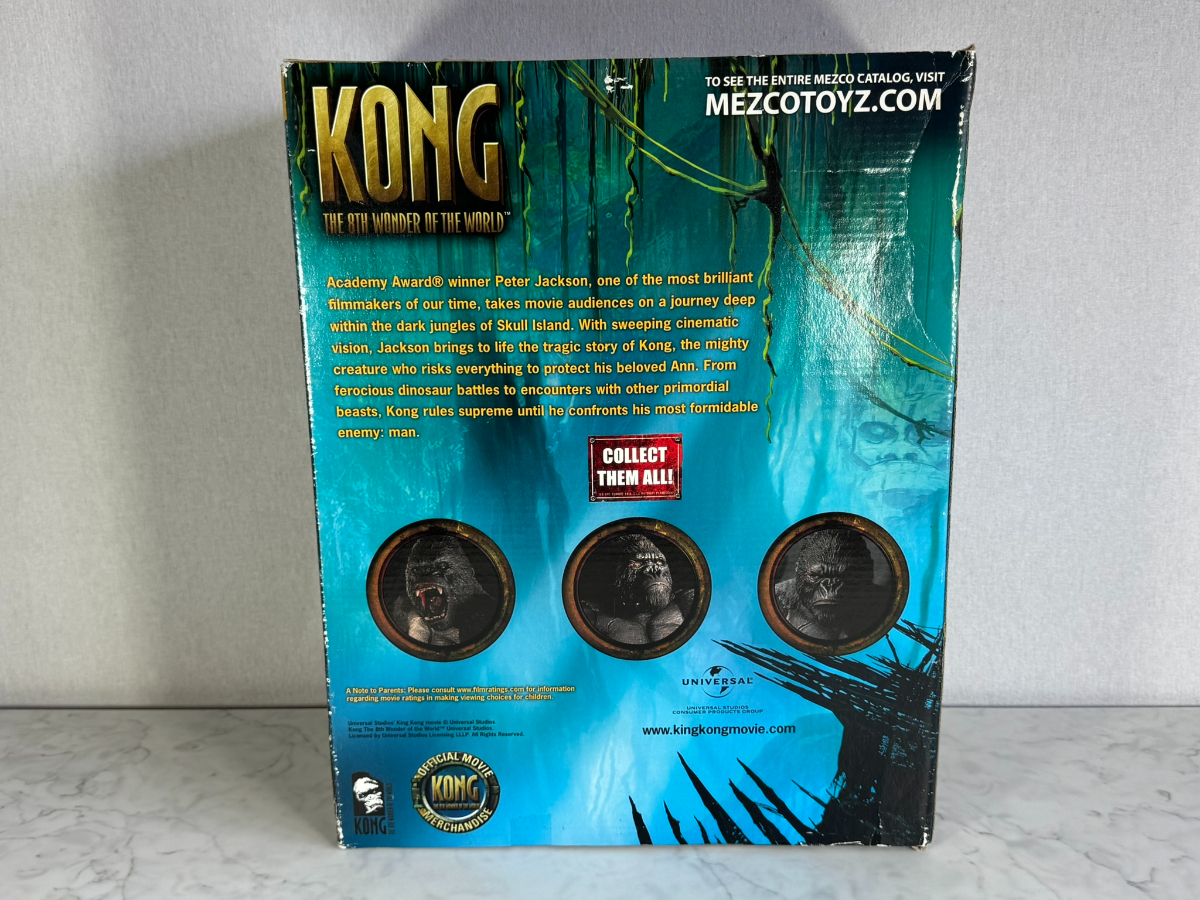 KONG
THE 8TH WONDER OF THE WORLD™
TO SEE THE ENTIRE MEZCO CATALOG, VISIT
MEZCOTOYZ.COM
Academy Award® winner Peter Jackson, one of the most brilliant
filmmakers of our time, takes movie audiences on a journey deep
within the dark jungles of Skull Island. With sweeping cinematic
vision, Jackson brings to life the tragic story of Kong, the mighty
creature who risks everything to protect his beloved Ann. From
ferocious dinosaur battles to encounters with other primordial
beasts, Kong rules supreme until he confronts his most formidable
enemy: man.
COLLECT
THEM ALL!
A Note to Parents: Please consult www.filmratings.com for information
regarding movie ratings in making viewing choices for children.
UNIVERSAL
UNIVERSAL STUDIOS
CONSUMER PRODUCTS GROUP
www.kingkongmovie.com
Universal Studios' King Kong movie © Universal Studios.
Kong The 8th Wonder of the World™ Universal Studios.
Licensed by Universal Studios Licensing LLLP. All Rights Reserved.
KONG
OFFICIAL MOVIE
KONG
THE 8TH WONDER OF THE WORLD
MERCHANDISE